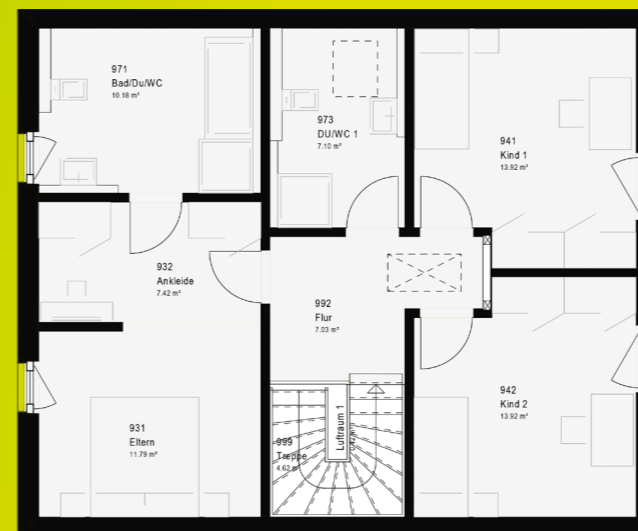 971
Bad/Du/WC
10.18 m²
973
DU/WC 1
7.10 m²
941
Kind 1
13.92 m²
932
Ankleide
7.42 m²
992
Flur
7.03 m²
931
Eltern
11.79 m²
999
Treppe
4.62 m²
Luftraum 1
942
Kind 2
13.92 m²